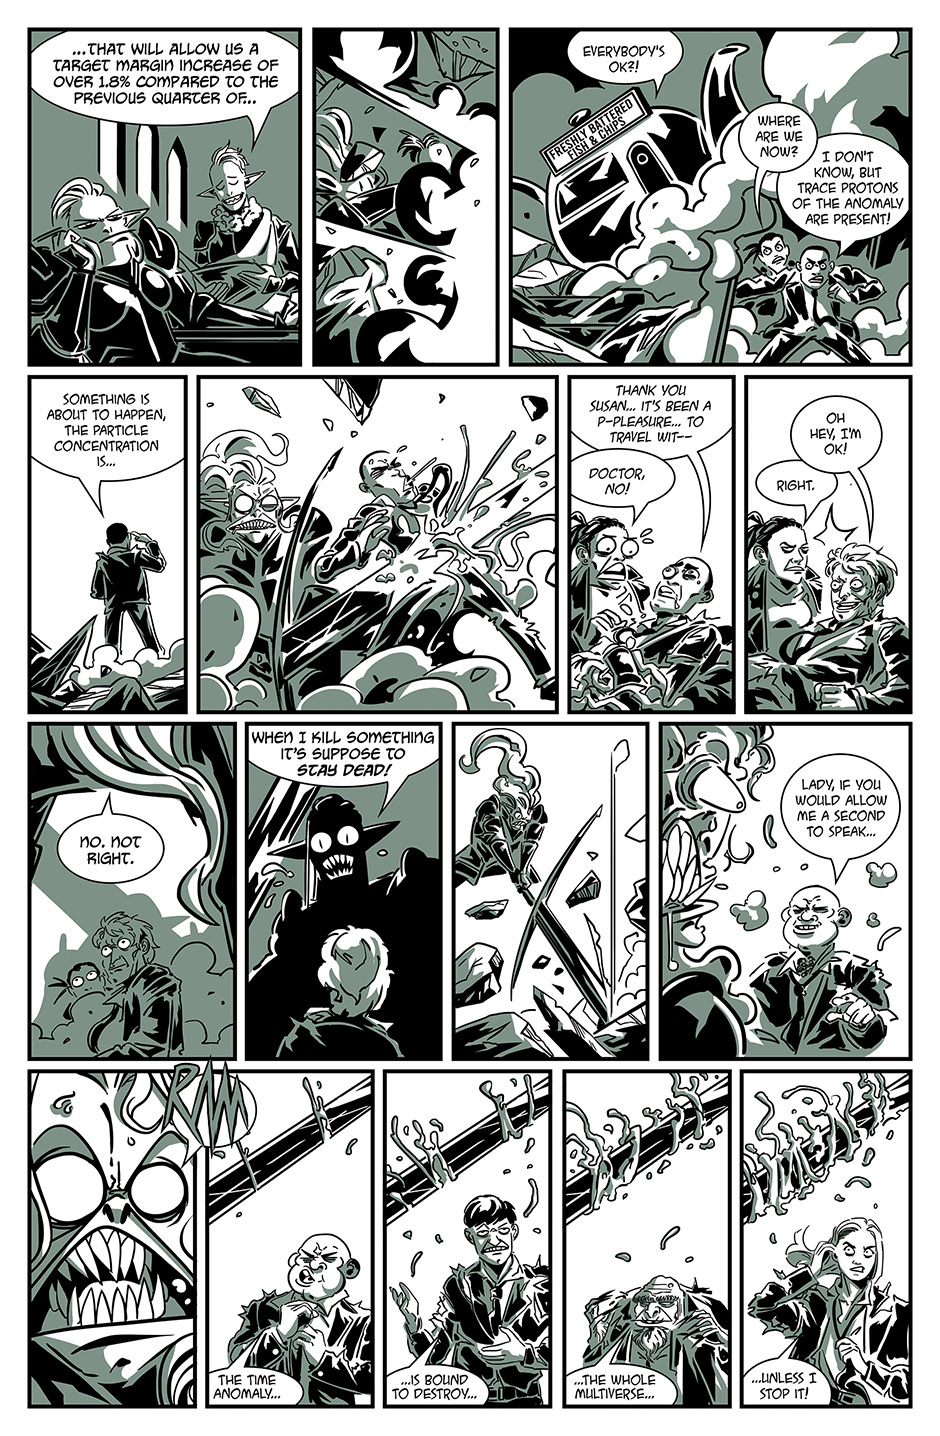 ...THAT WILL ALLOW US A
TARGET MARGIN INCREASE OF
OVER 1.8% COMPARED TO THE
PREVIOUS QUARTER OF...
EVERYBODY'S
OK?!
FRESHLY BATTERED
FISH & CHIPS
WHERE
ARE WE
NOW?
I DON'T
KNOW, BUT
TRACE PROTONS
OF THE ANOMALY
ARE PRESENT!
SOMETHING IS
ABOUT TO HAPPEN,
THE PARTICLE
CONCENTRATION
IS...
THANK YOU
SUSAN... IT'S BEEN A
P-PLEASURE... TO
TRAVEL WIT--
DOCTOR,
NO!
OH
HEY, I'M
OK!
RIGHT.
NO. NOT
RIGHT.
WHEN I KILL SOMETHING
IT'S SUPPOSE TO
STAY DEAD!
LADY, IF YOU
WOULD ALLOW
ME A SECOND
TO SPEAK...
RAW
THE TIME
ANOMALY...
...IS BOUND
TO DESTROY...
...THE WHOLE
MULTIVERSE...
...UNLESS I
STOP IT!